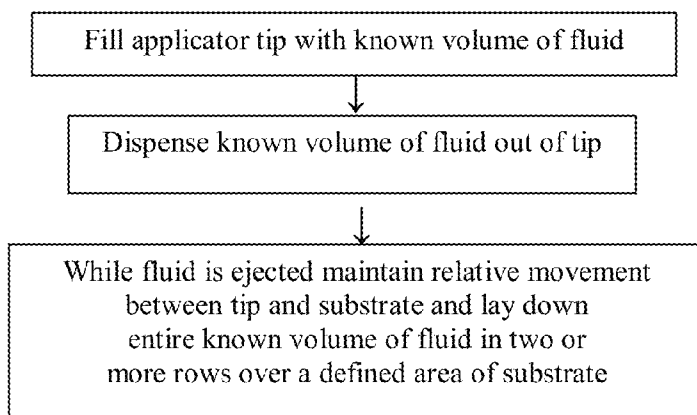 Fill applicator tip with known volume of fluid
Dispense known volume of fluid out of tip
While fluid is ejected maintain relative movement
between tip and substrate and lay down
entire known volume of fluid in two or
more rows over a defined area of substrate